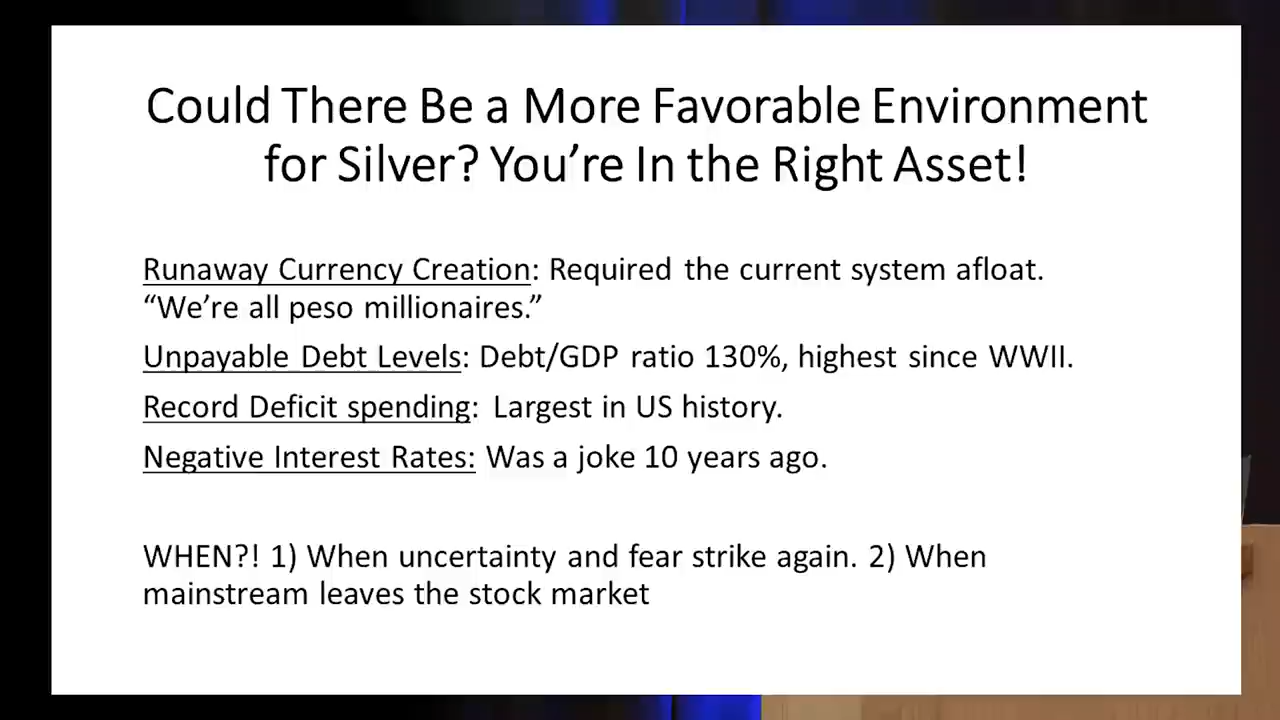 Could There Be a More Favorable Environment
for Silver? You’re In the Right Asset!
Runaway Currency Creation: Required the current system afloat.
“We’re all peso millionaires.”
Unpayable Debt Levels: Debt/GDP ratio 130%, highest since WWII.
Record Deficit spending: Largest in US history.
Negative Interest Rates: Was a joke 10 years ago.
WHEN?! 1) When uncertainty and fear strike again. 2) When
mainstream leaves the stock market